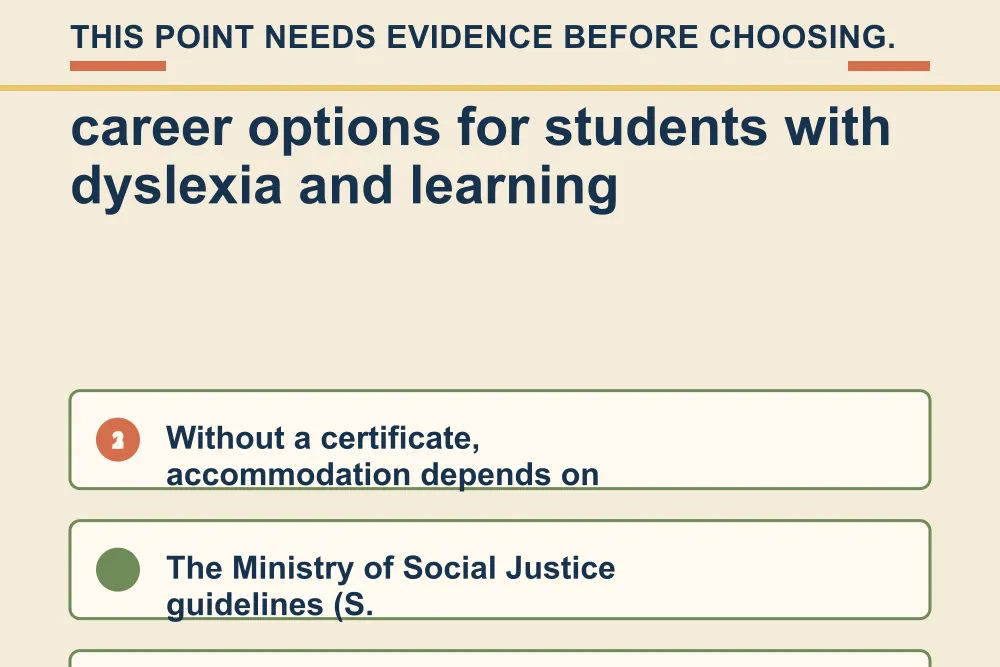 THIS POINT NEEDS EVIDENCE BEFORE CHOOSING.
career options for students with
dyslexia and learning
Without a certificate,
accommodation depends on
The Ministry of Social Justice
guidelines (S.